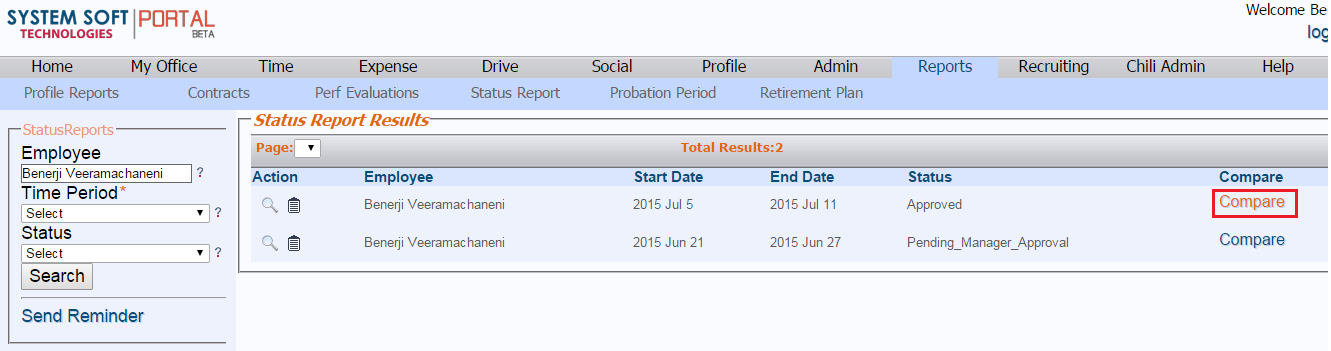 SYSTEM SOFT PORTAL
TECHNOLOGIES BETA
Welcome Be
log
Home My Office Time Expense Drive Social Profile Admin Reports Recruiting Chili Admin Help
Profile Reports Contracts Perf Evaluations Status Report Probation Period Retirement Plan
StatusReports
Employee
Benerji Veeramachaneni ?
Time Period*
Select ?
Status
Select ?
Search
Send Reminder
Status Report Results
Page: Total Results:2
Action Employee Start Date End Date Status Compare
Benerji Veeramachaneni 2015 Jul 5 2015 Jul 11 Approved Compare
Benerji Veeramachaneni 2015 Jun 21 2015 Jun 27 Pending_Manager_Approval Compare